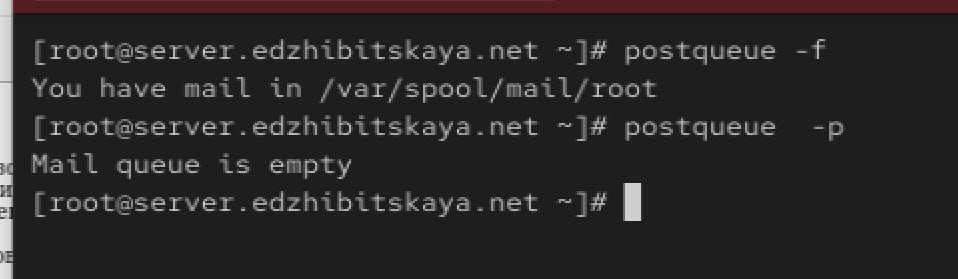 [root@server.edzhibitskaya.net ~]# postqueue -f
You have mail in /var/spool/mail/root
[root@server.edzhibitskaya.net ~]# postqueue  -p
Mail queue is empty
[root@server.edzhibitskaya.net ~]#